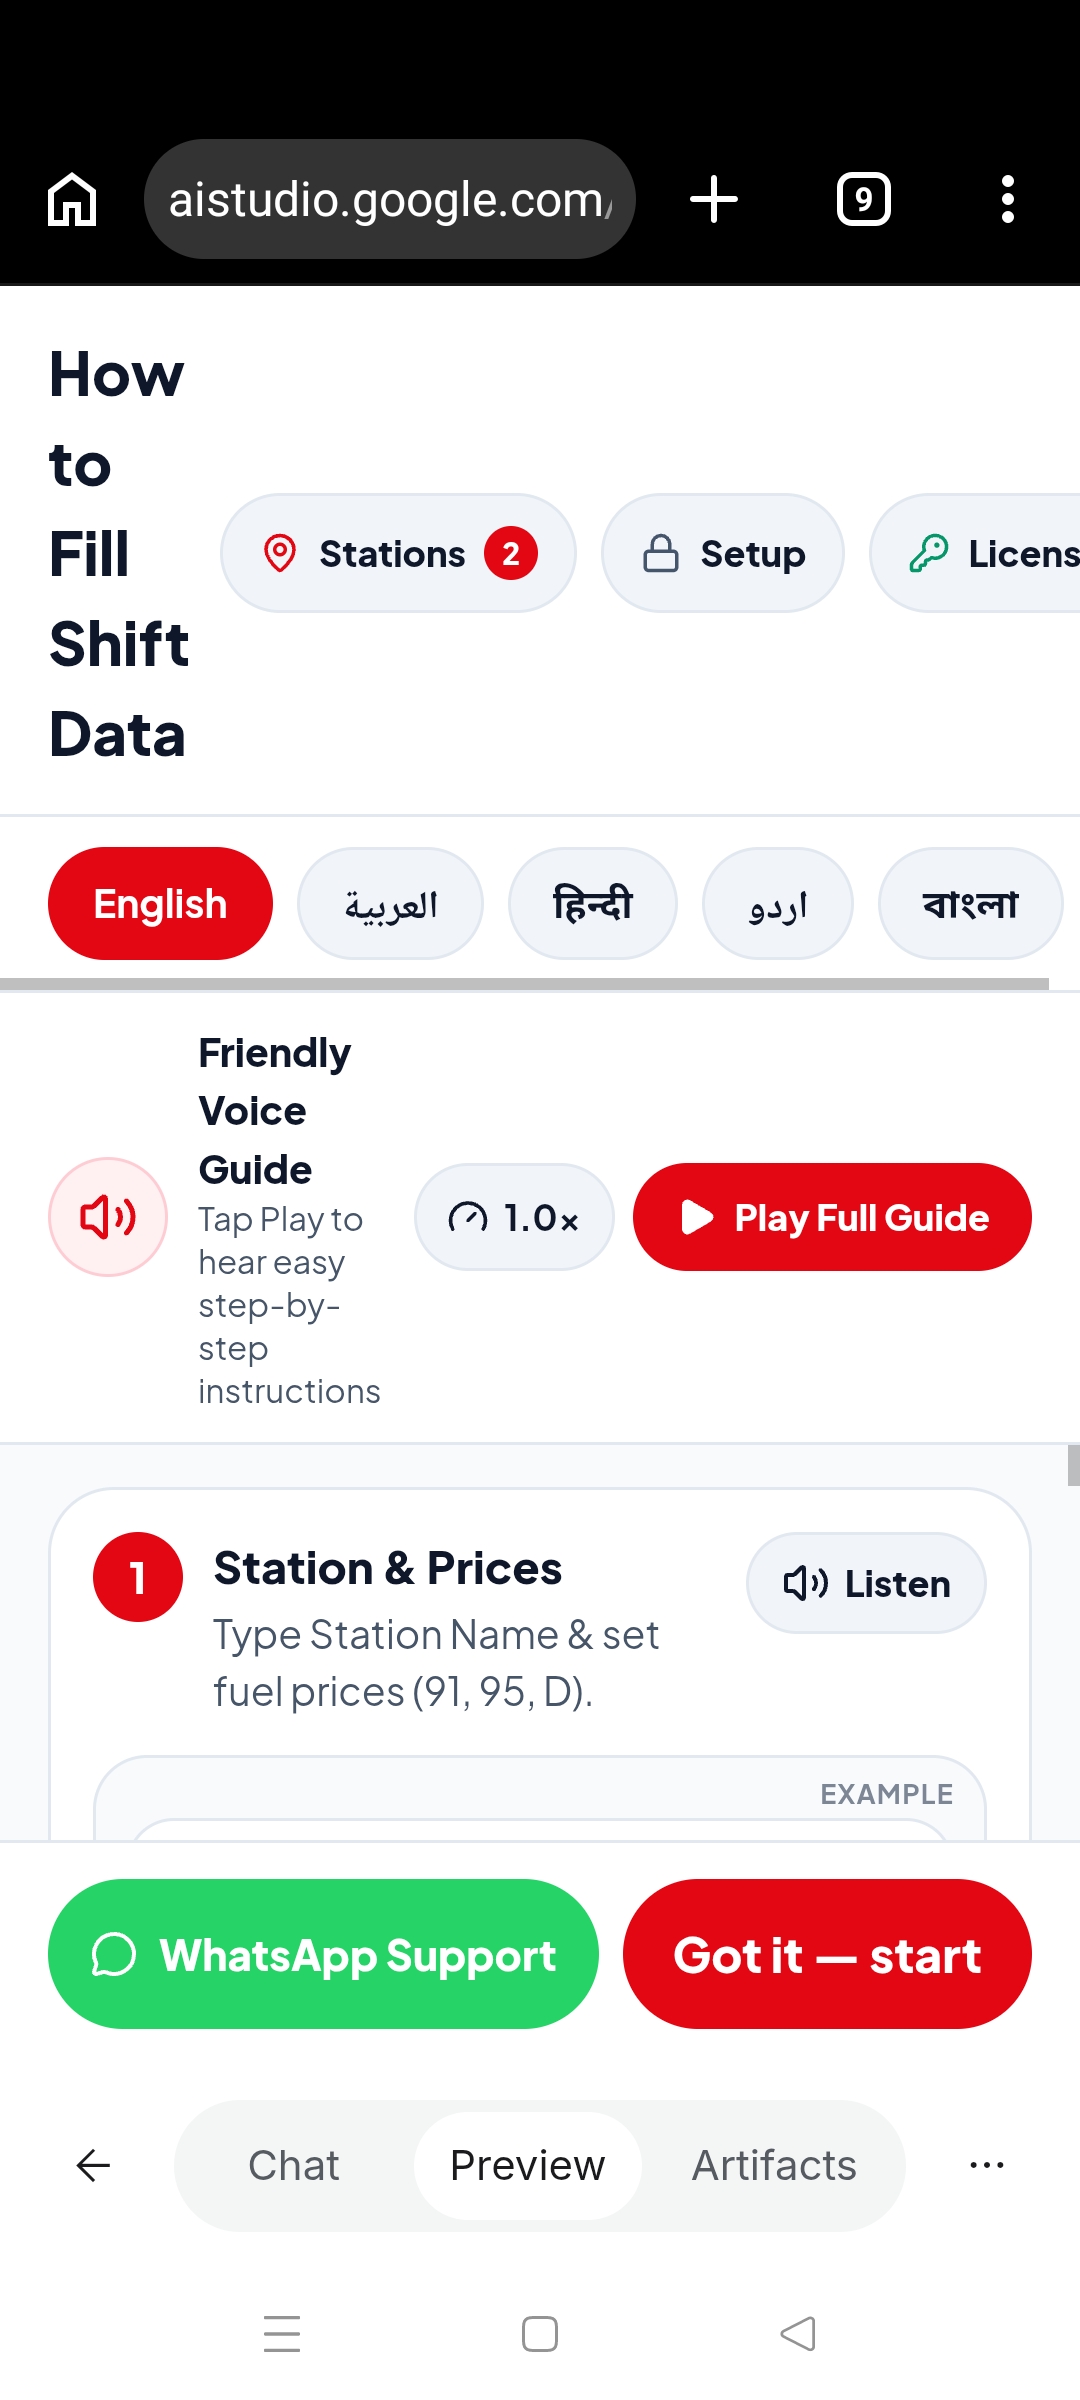 aistudio.google.com/
9
How
to
Fill
Shift
Data
Stations 2
Setup
Licens
English
العربية
हिन्दी
اردو
বাংলা
Friendly
Voice
Guide
Tap Play to
hear easy
step-by-
step
instructions
1.0×
Play Full Guide
1
Station & Prices
Listen
Type Station Name & set
fuel prices (91, 95, D).
EXAMPLE
WhatsApp Support
Got it — start
Chat
Preview
Artifacts